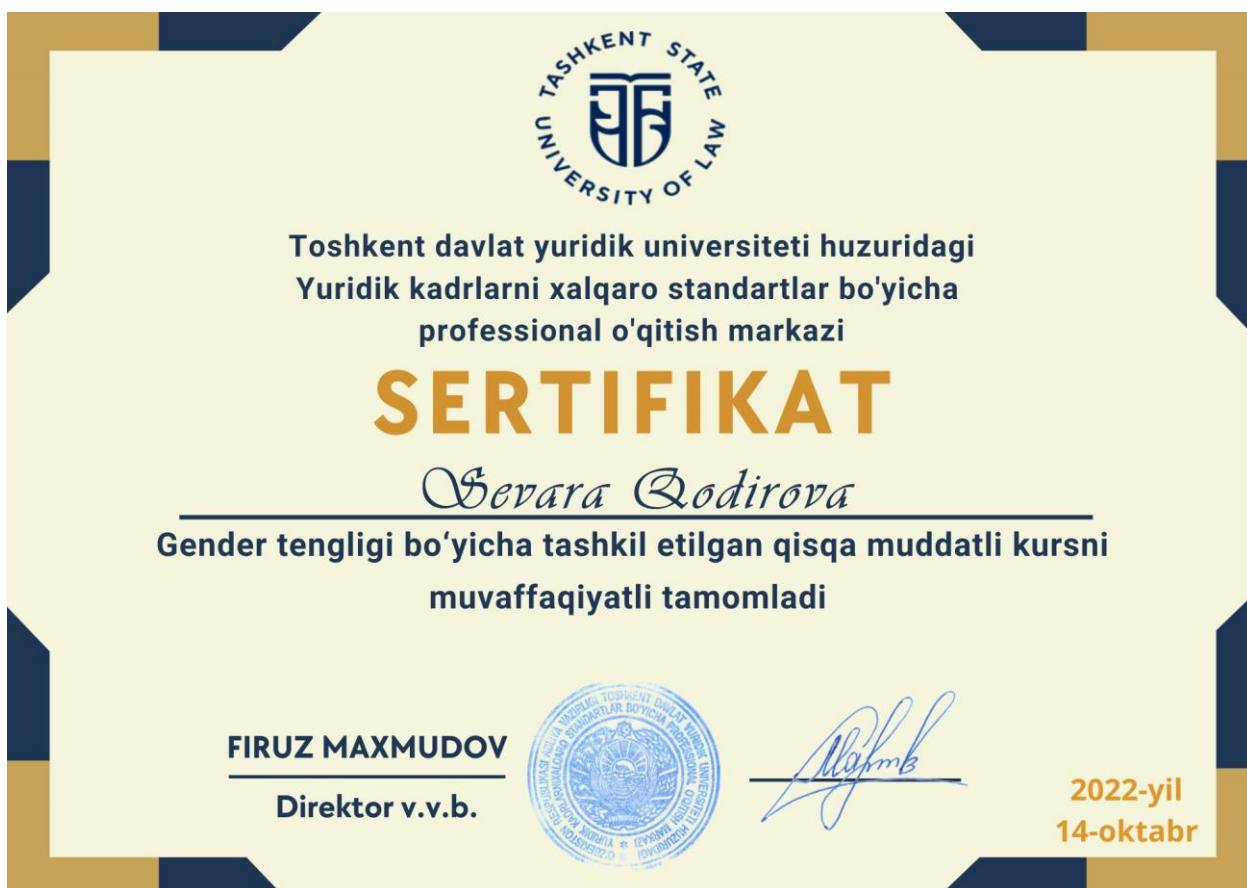 TASHKENT STATE
UNIVERSITY OF LAW
Toshkent davlat yuridik universiteti huzuridagi
Yuridik kadrlarni xalqaro standartlar bo'yicha
professional o'qitish markazi
SERTIFIKAT
Sevara Qodirova
Gender tengligi bo‘yicha tashkil etilgan qisqa muddatli kursni
muvaffaqiyatli tamomladi
FIRUZ MAXMUDOV
Direktor v.v.b.
2022-yil
14-oktabr